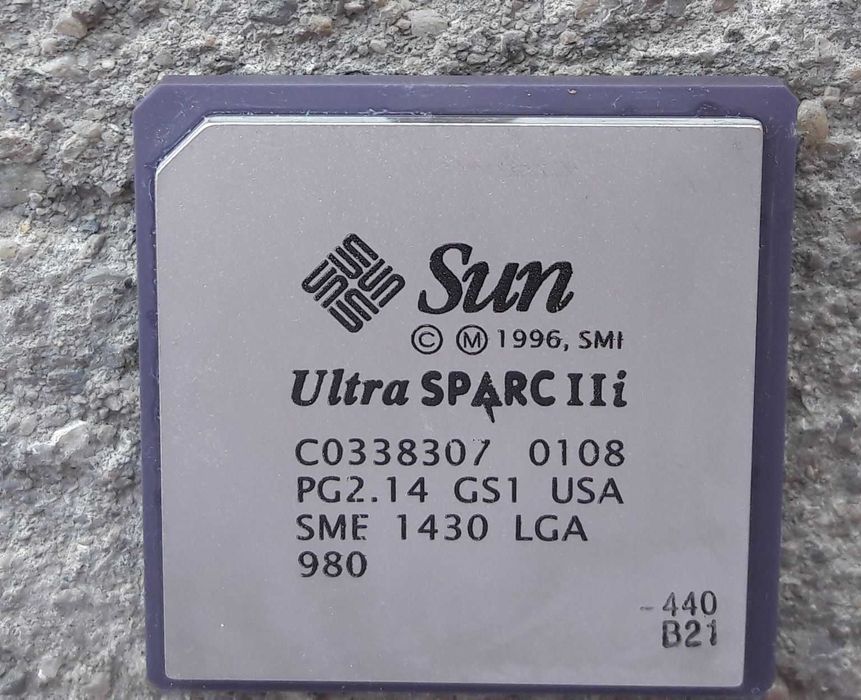 Sun
© Ⓜ 1996, SMI
Ultra SPARC IIi
C0338307 0108
PG2.14 GS1 USA
SME 1430 LGA
980
-440
B21